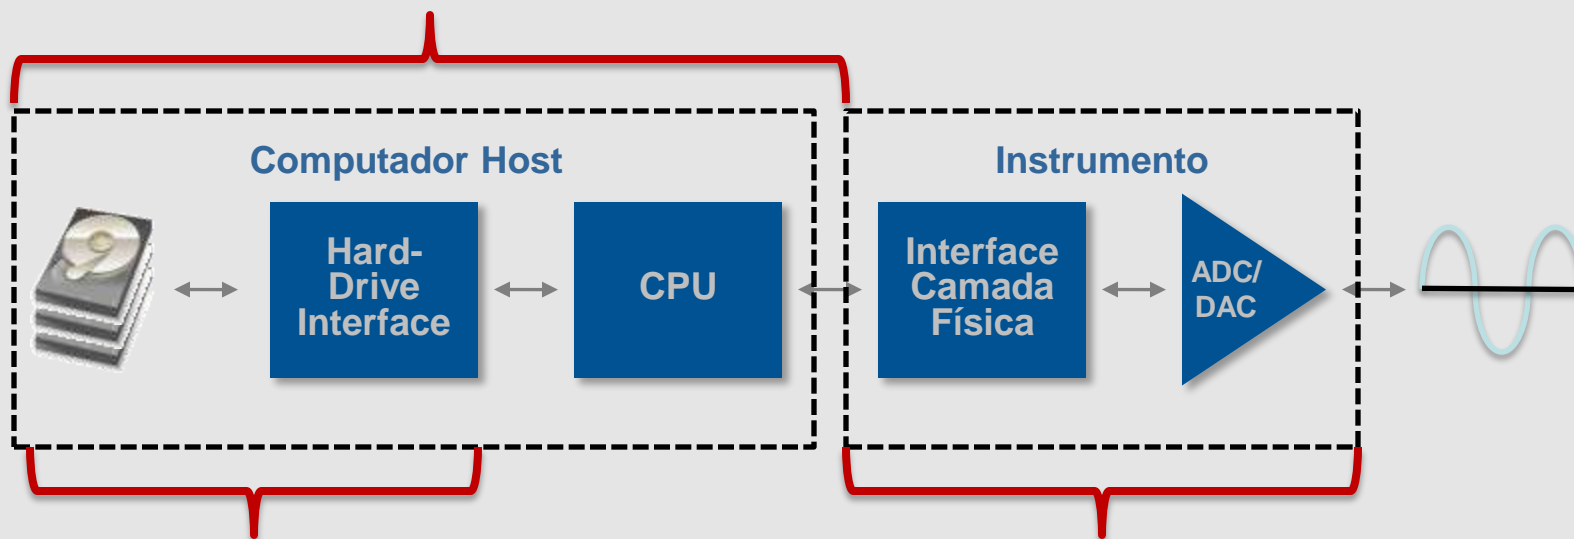 Computador Host
Instrumento
Hard-
Drive
Interface
CPU
Interface
Camada
Física
ADC/
DAC